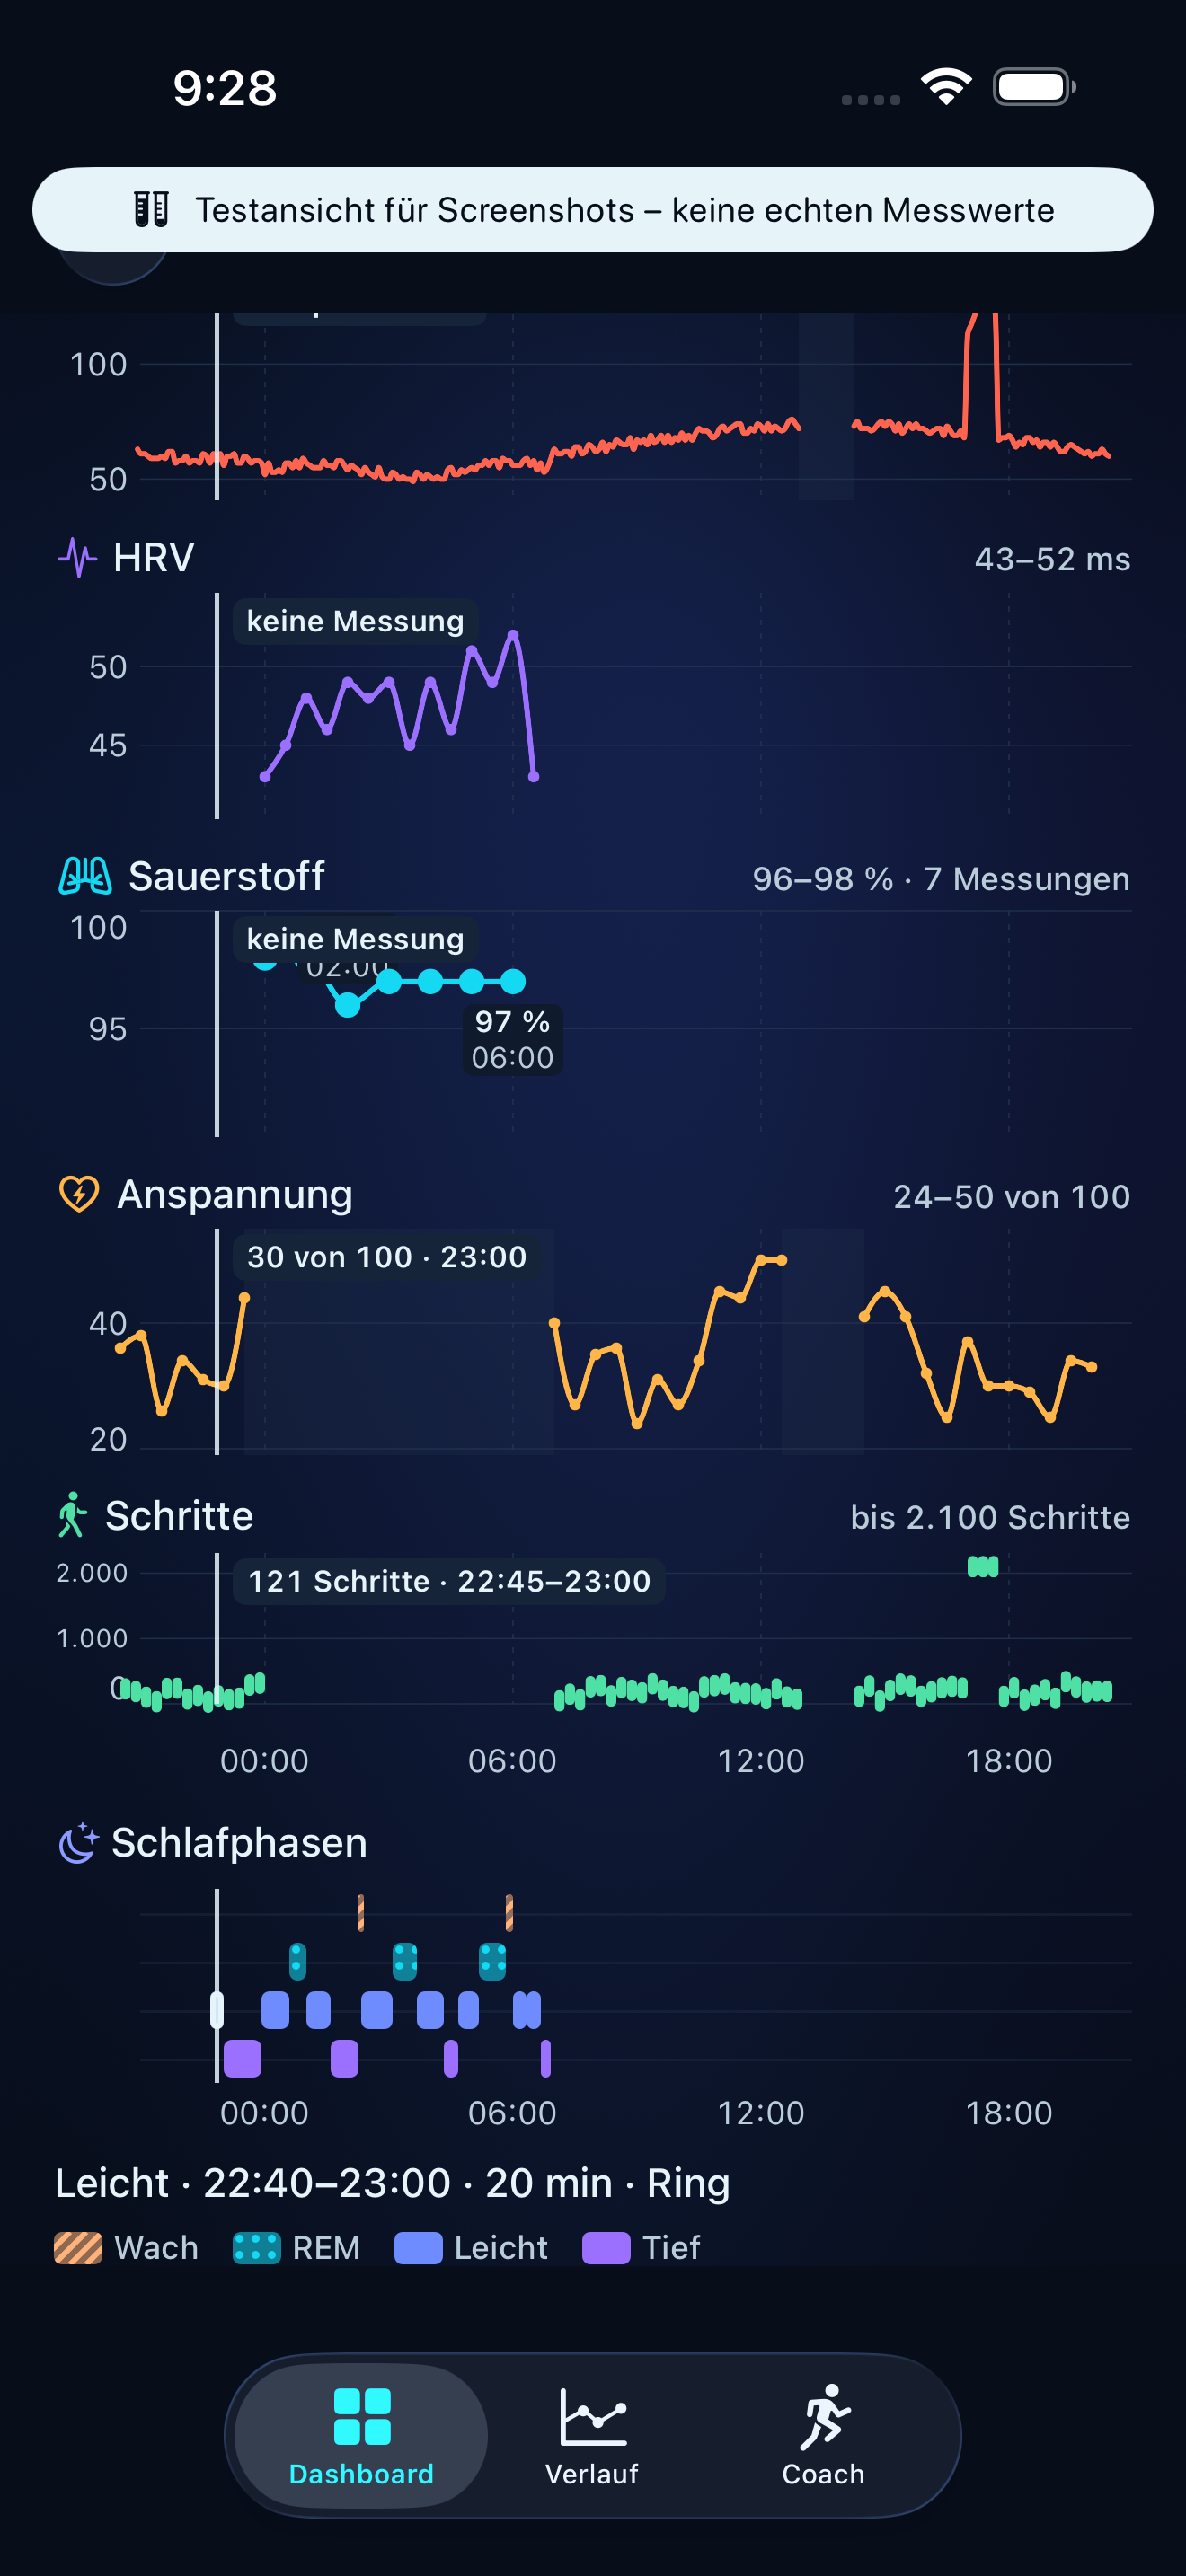 9:28
Testansicht für Screenshots – keine echten Messwerte
100
50
HRV
43–52 ms
keine Messung
50
45
Sauerstoff
96–98 % · 7 Messungen
100
keine Messung
02:00
95
97 %
06:00
Anspannung
24–50 von 100
30 von 100 · 23:00
40
20
Schritte
bis 2.100 Schritte
2.000
121 Schritte · 22:45–23:00
1.000
0
00:00 06:00 12:00 18:00
Schlafphasen
00:00 06:00 12:00 18:00
Leicht · 22:40–23:00 · 20 min · Ring
Wach REM Leicht Tief
Dashboard Verlauf Coach